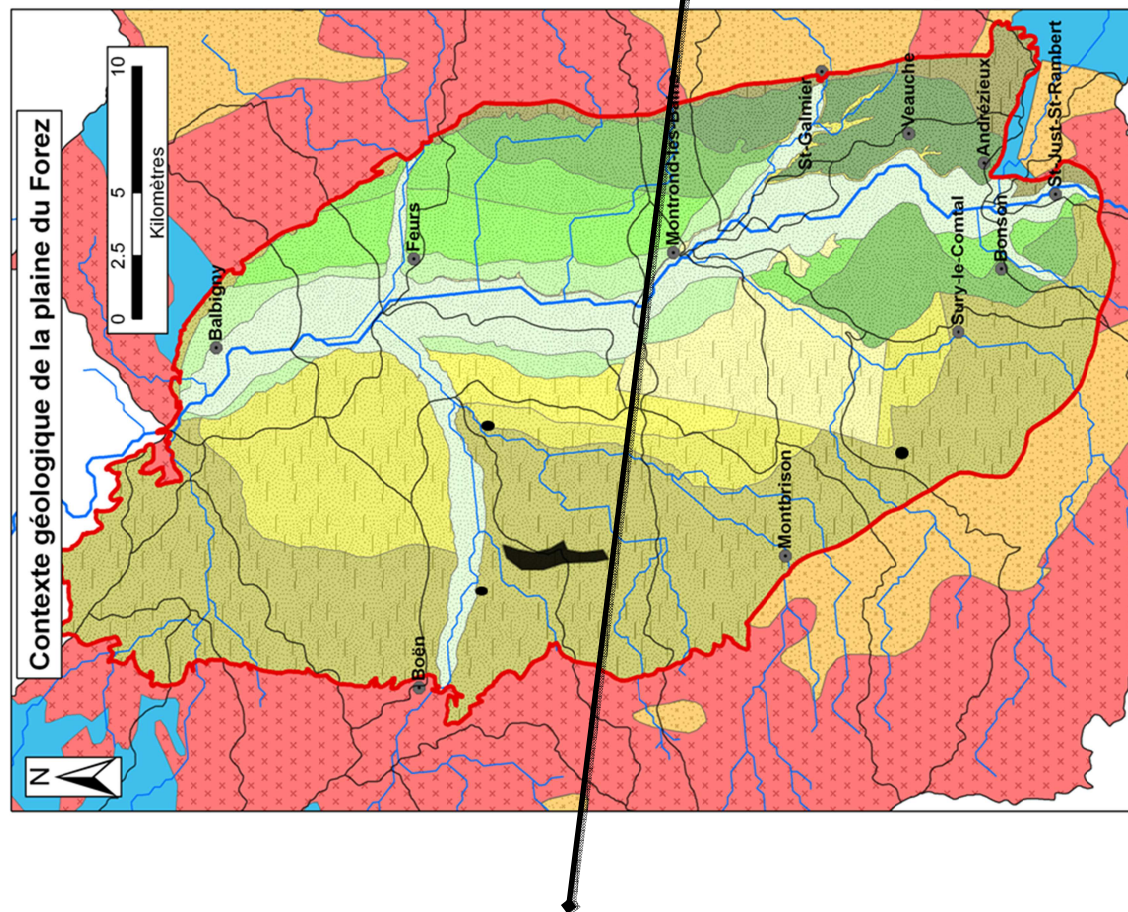 Contexte géologique de la plaine du Forez
0 2.5 5 10
Kilomètres
N
Balbigny
Feurs
Boën
Montrond-les-Bains
St-Galmier
Veauche
Andrézieux
St-Just-St-Rambert
Bonson
Sury-le-Comtal
Montbrison